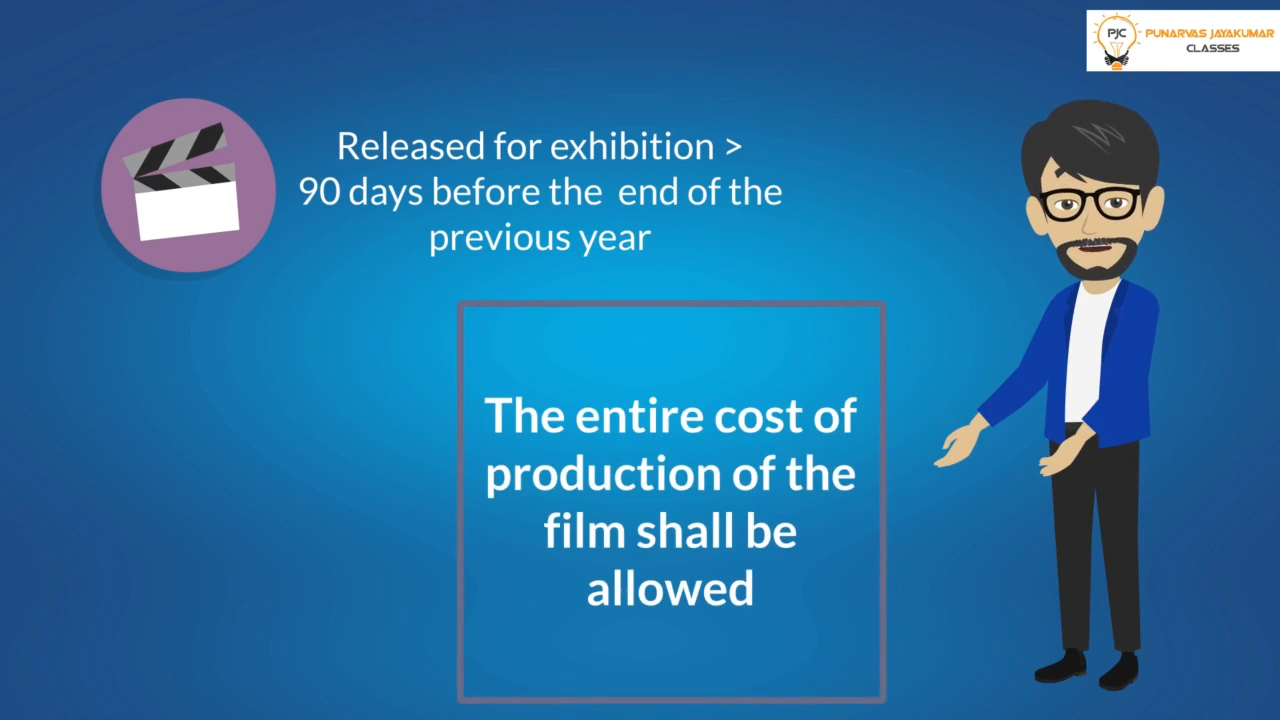 PJC
PUNARVAS JAYAKUMAR
CLASSES
Released for exhibition >
90 days before the end of the
previous year
The entire cost of
production of the
film shall be
allowed